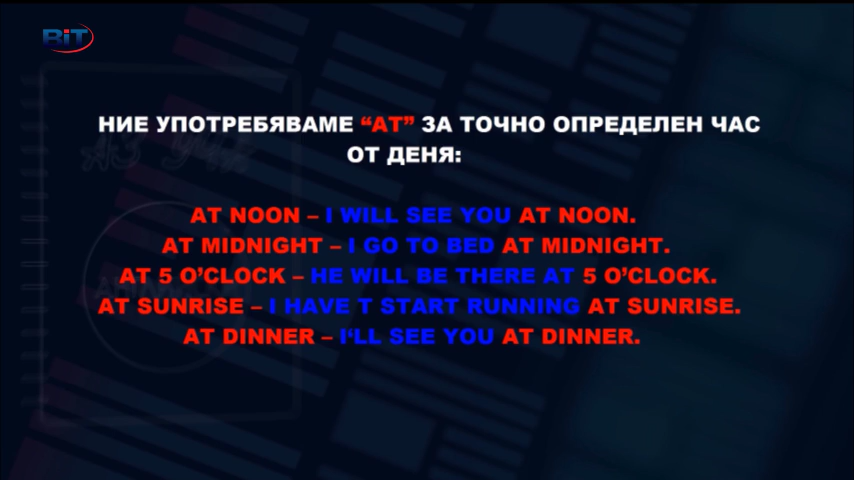 BiT
НИЕ УПОТРЕБЯВАМЕ “AT” ЗА ТОЧНО ОПРЕДЕЛЕН ЧАС
ОТ ДЕНЯ:
AT NOON – I WILL SEE YOU AT NOON.
AT MIDNIGHT – I GO TO BED AT MIDNIGHT.
AT 5 O’CLOCK – HE WILL BE THERE AT 5 O’CLOCK.
AT SUNRISE – I HAVE T START RUNNING AT SUNRISE.
AT DINNER – I‘LL SEE YOU AT DINNER.